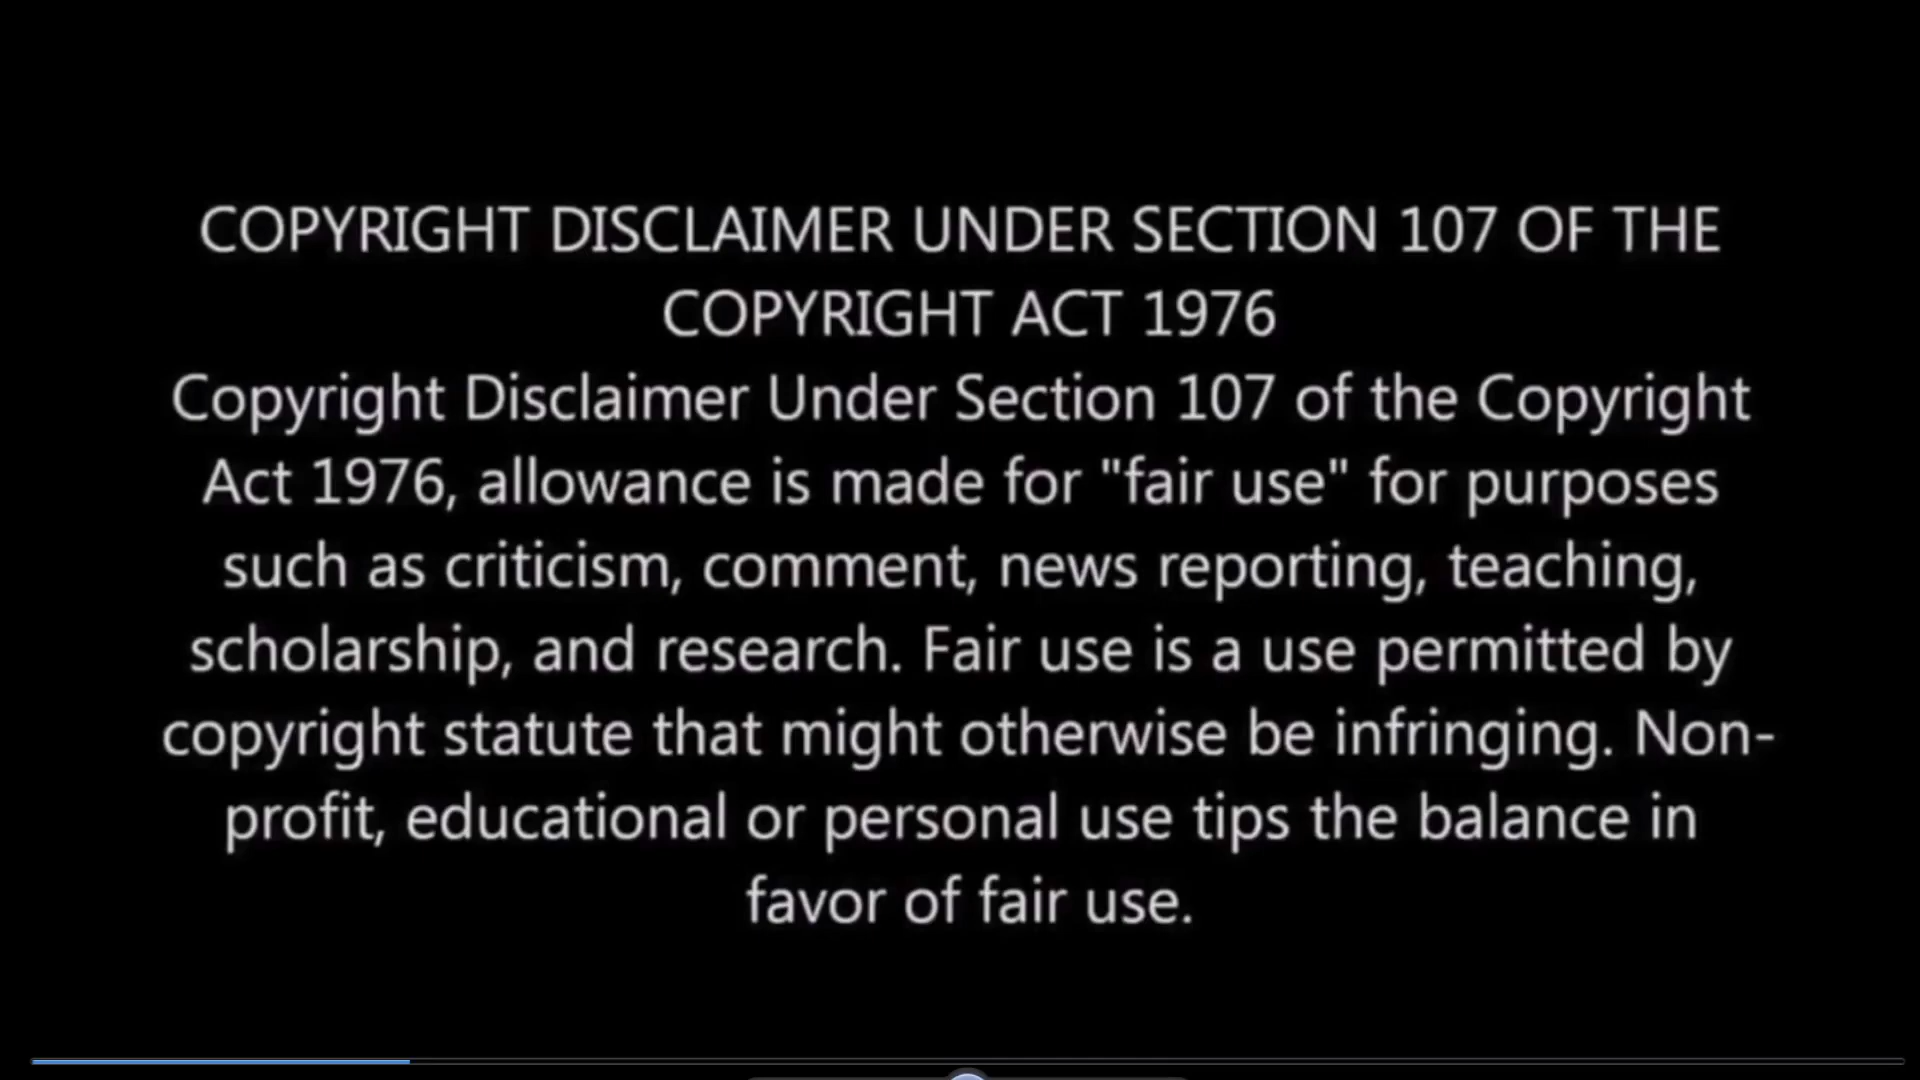 COPYRIGHT DISCLAIMER UNDER SECTION 107 OF THE
COPYRIGHT ACT 1976
Copyright Disclaimer Under Section 107 of the Copyright
Act 1976, allowance is made for "fair use" for purposes
such as criticism, comment, news reporting, teaching,
scholarship, and research. Fair use is a use permitted by
copyright statute that might otherwise be infringing. Non-
profit, educational or personal use tips the balance in
favor of fair use.